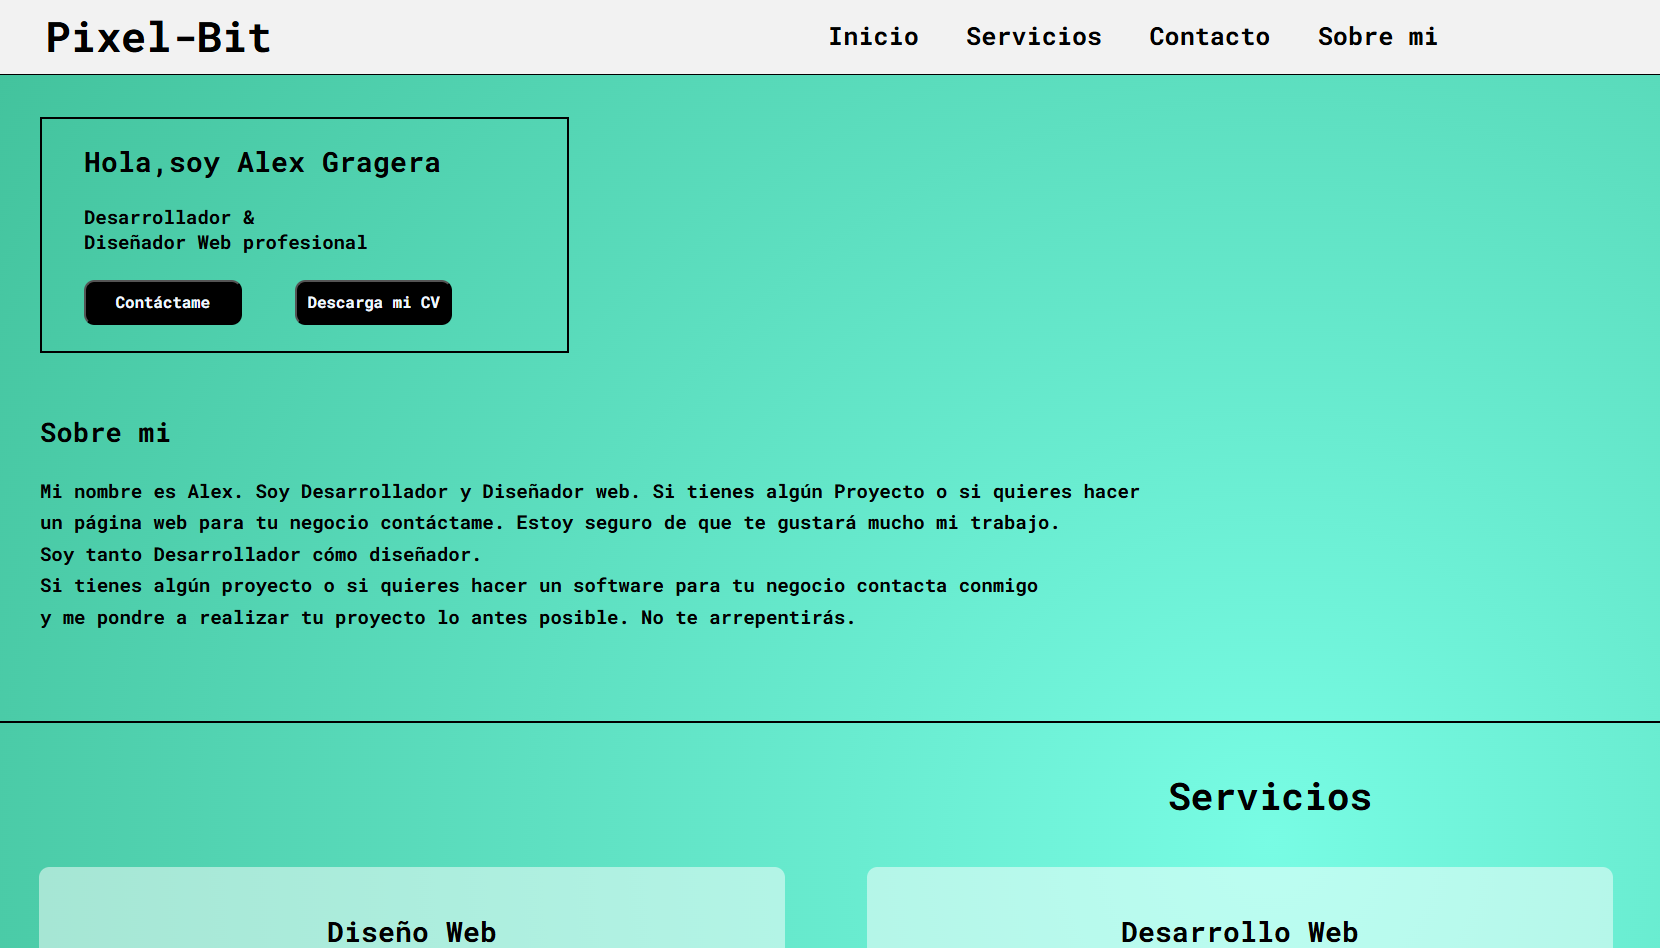 Pixel-Bit
Inicio Servicios Contacto Sobre mi
Hola,soy Alex Gragera
Desarrollador &
Diseñador Web profesional
Contáctame Descarga mi CV
Sobre mi
Mi nombre es Alex. Soy Desarrollador y Diseñador web. Si tienes algún Proyecto o si quieres hacer
un página web para tu negocio contáctame. Estoy seguro de que te gustará mucho mi trabajo.
Soy tanto Desarrollador cómo diseñador.
Si tienes algún proyecto o si quieres hacer un software para tu negocio contacta conmigo
y me pondre a realizar tu proyecto lo antes posible. No te arrepentirás.
Servicios
Diseño Web Desarrollo Web